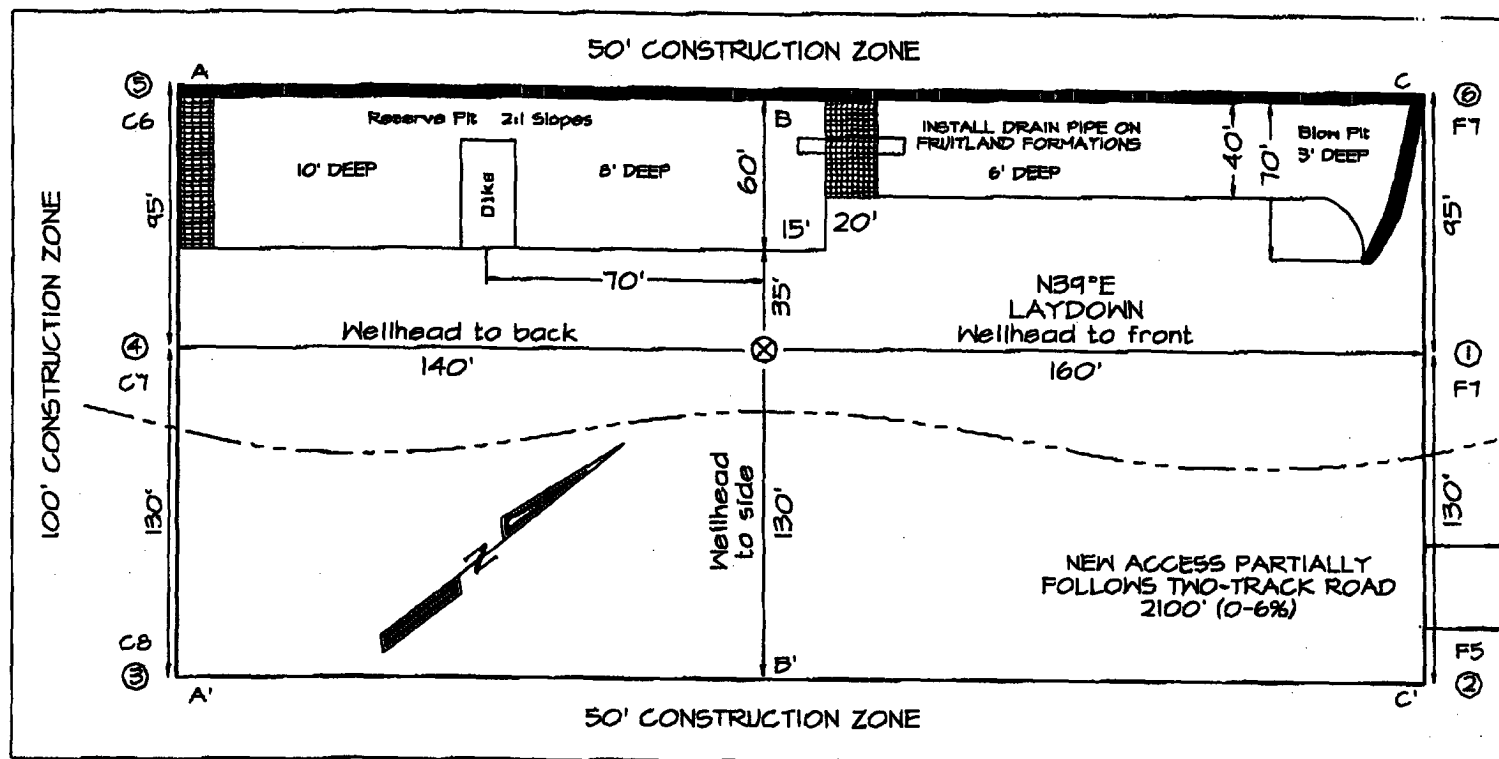 50' CONSTRUCTION ZONE
A
C
⑤
⑥
C6
F7
Reserve Pit 2:1 Slopes
B
INSTALL DRAIN PIPE ON
FRUITLAND FORMATIONS
Blow Pit
3' DEEP
10' DEEP
Dike
8' DEEP
60'
6' DEEP
40'
70'
95'
95'
15'
20'
100' CONSTRUCTION ZONE
70'
35'
N39°E
LAYDOWN
Wellhead to back
Wellhead to front
④
①
C7
140'
160'
F7
130'
Wellhead
to side
130'
130'
N
NEW ACCESS PARTIALLY
FOLLOWS TWO-TRACK ROAD
2100' (0-6%)
C8
F5
③
②
A'
B'
C'
50' CONSTRUCTION ZONE